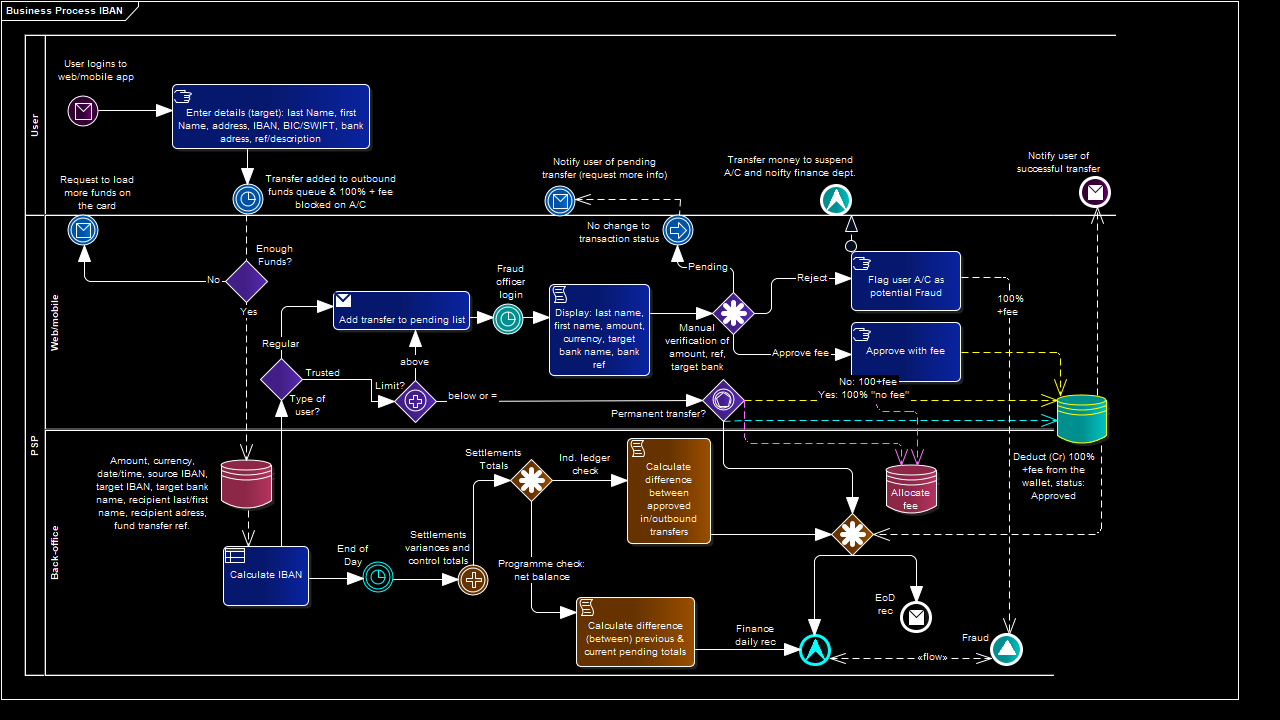 Business Process IBAN
User
User logins to
web/mobile app
Enter details (target): last Name, first
Name, address, IBAN, BIC/SWIFT, bank
adress, ref/description
Request to load
more funds on
the card
Transfer added to outbound
funds queue & 100% + fee
blocked on A/C
Notify user of pending
transfer (request more info)
Transfer money to suspend
A/C and noifty finance dept.
Notify user of
successful transfer
PSP
Web/mobile
No change to
transaction status
Enough
Funds?
No
Yes
Fraud
officer
login
Pending
Reject
Flag user A/C as
potential Fraud
100%
+fee
Add transfer to pending list
Display: last name,
first name, amount,
currency, target
bank name, bank
ref
Manual
verification of
amount, ref,
target bank
Approve fee
Approve with fee
Regular
above
Trusted
Limit?
Type of
user?
below or =
Permanent transfer?
No: 100+fee
Yes: 100% "no fee"
Back-office
Amount, currency,
date/time, source IBAN,
target IBAN, target bank
name, recipient last/first
name, recipient adress,
fund transfer ref.
Settlements
Totals
Ind. ledger
check
Calculate
difference
between
approved
in/outbound
transfers
Allocate
fee
Deduct (Cr) 100%
+fee from the
wallet, status:
Approved
Calculate IBAN
End of
Day
Settlements
variances and
control totals
Programme check:
net balance
Calculate difference
(between) previous &
current pending totals
Finance
daily rec
EoD
rec
Fraud
«flow»